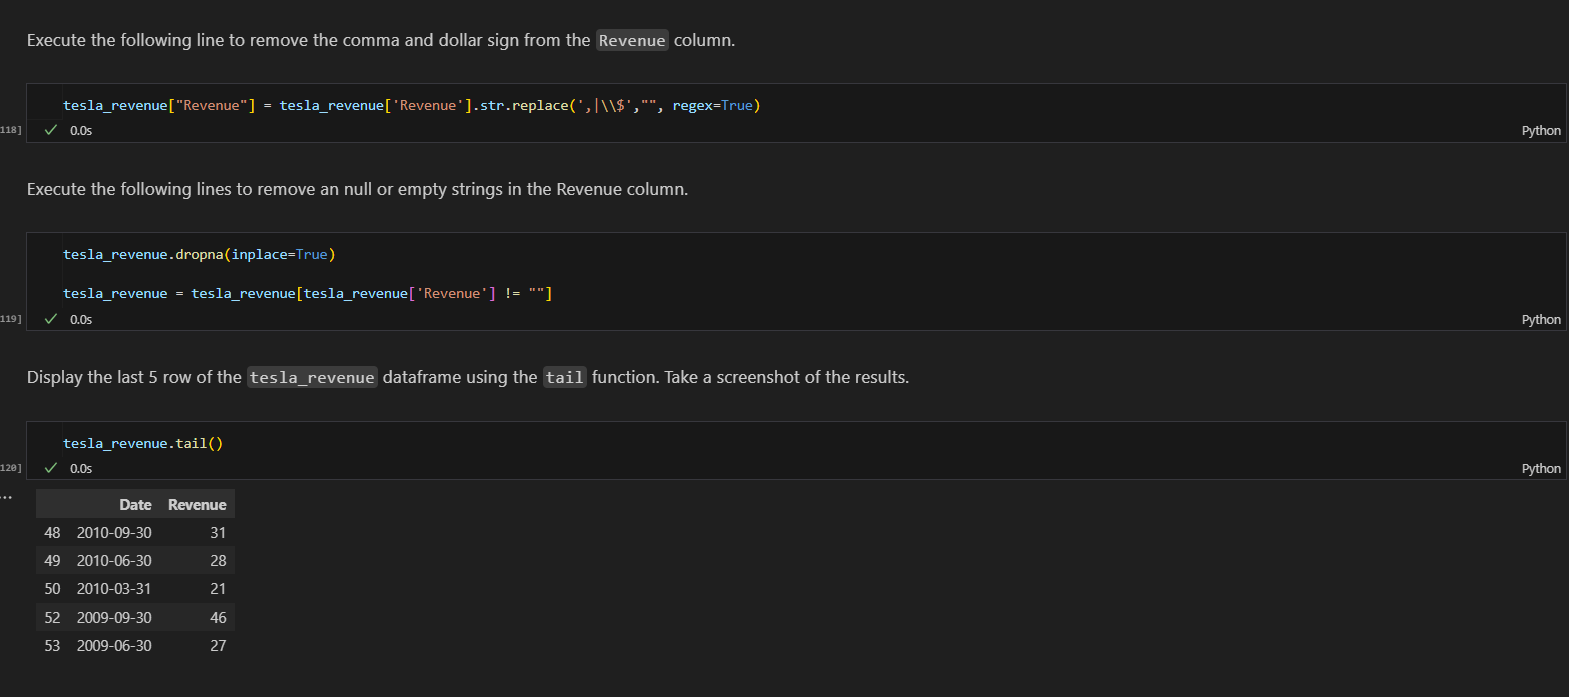 Execute the following line to remove the comma and dollar sign from the Revenue column.
tesla_revenue["Revenue"] = tesla_revenue['Revenue'].str.replace(',|\\$',"", regex=True)
118]
0.0s
Python
Execute the following lines to remove an null or empty strings in the Revenue column.
tesla_revenue.dropna(inplace=True)
tesla_revenue = tesla_revenue[tesla_revenue['Revenue'] != ""]
119]
0.0s
Python
Display the last 5 row of the tesla_revenue dataframe using the tail function. Take a screenshot of the results.
tesla_revenue.tail()
120]
0.0s
Python
...
Date Revenue
48 2010-09-30 31
49 2010-06-30 28
50 2010-03-31 21
52 2009-09-30 46
53 2009-06-30 27